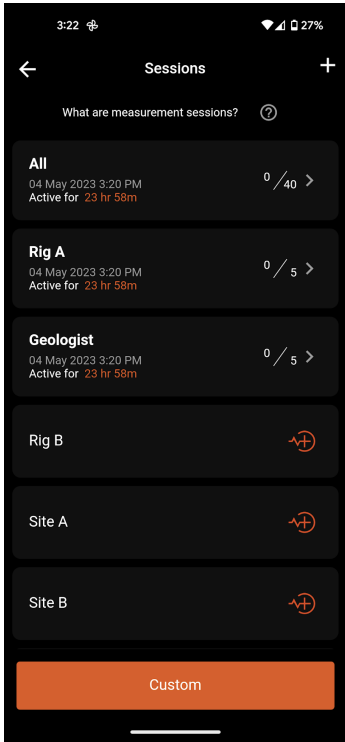 3:22 27%
Sessions
What are measurement sessions? ?
All
04 May 2023 3:20 PM
Active for 23 hr 58m
0/40
Rig A
04 May 2023 3:20 PM
Active for 23 hr 58m
0/5
Geologist
04 May 2023 3:20 PM
Active for 23 hr 58m
0/5
Rig B
Site A
Site B
Custom